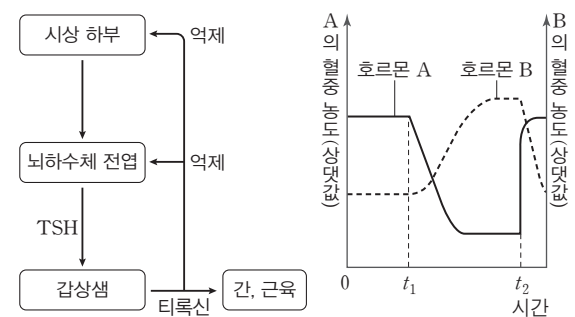 시상 하부
억제
뇌하수체 전엽
억제
TSH
갑상샘
티록신
간, 근육
A의 혈중 농도(상댓값)
B의 혈중 농도(상댓값)
호르몬 A
호르몬 B
0
t₁
t₂
시간